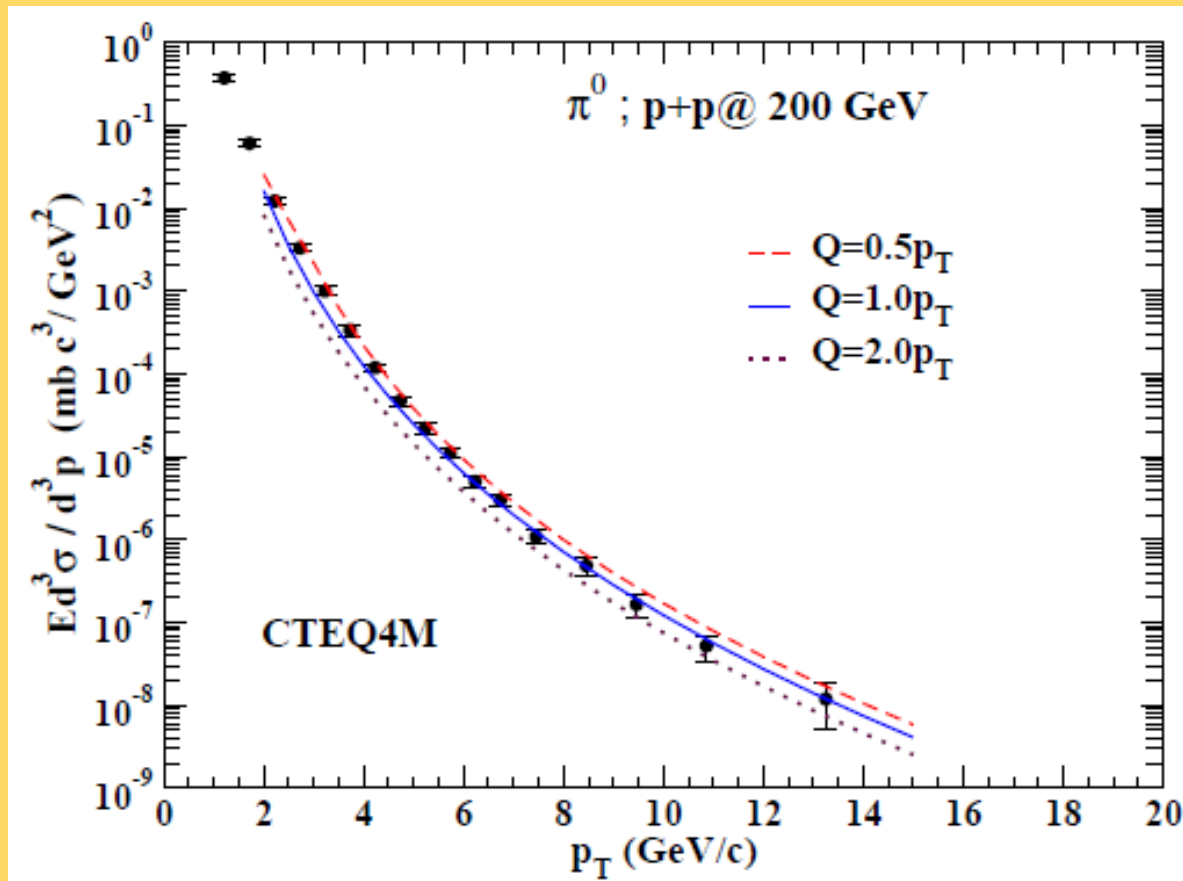 π⁰ ; p+p@ 200 GeV
Ed³σ / d³p (mb c³/ GeV²)
10⁰
10⁻¹
10⁻²
10⁻³
10⁻⁴
10⁻⁵
10⁻⁶
10⁻⁷
10⁻⁸
10⁻⁹
Q=0.5p_T
Q=1.0p_T
Q=2.0p_T
CTEQ4M
0 2 4 6 8 10 12 14 16 18 20
p_T (GeV/c)